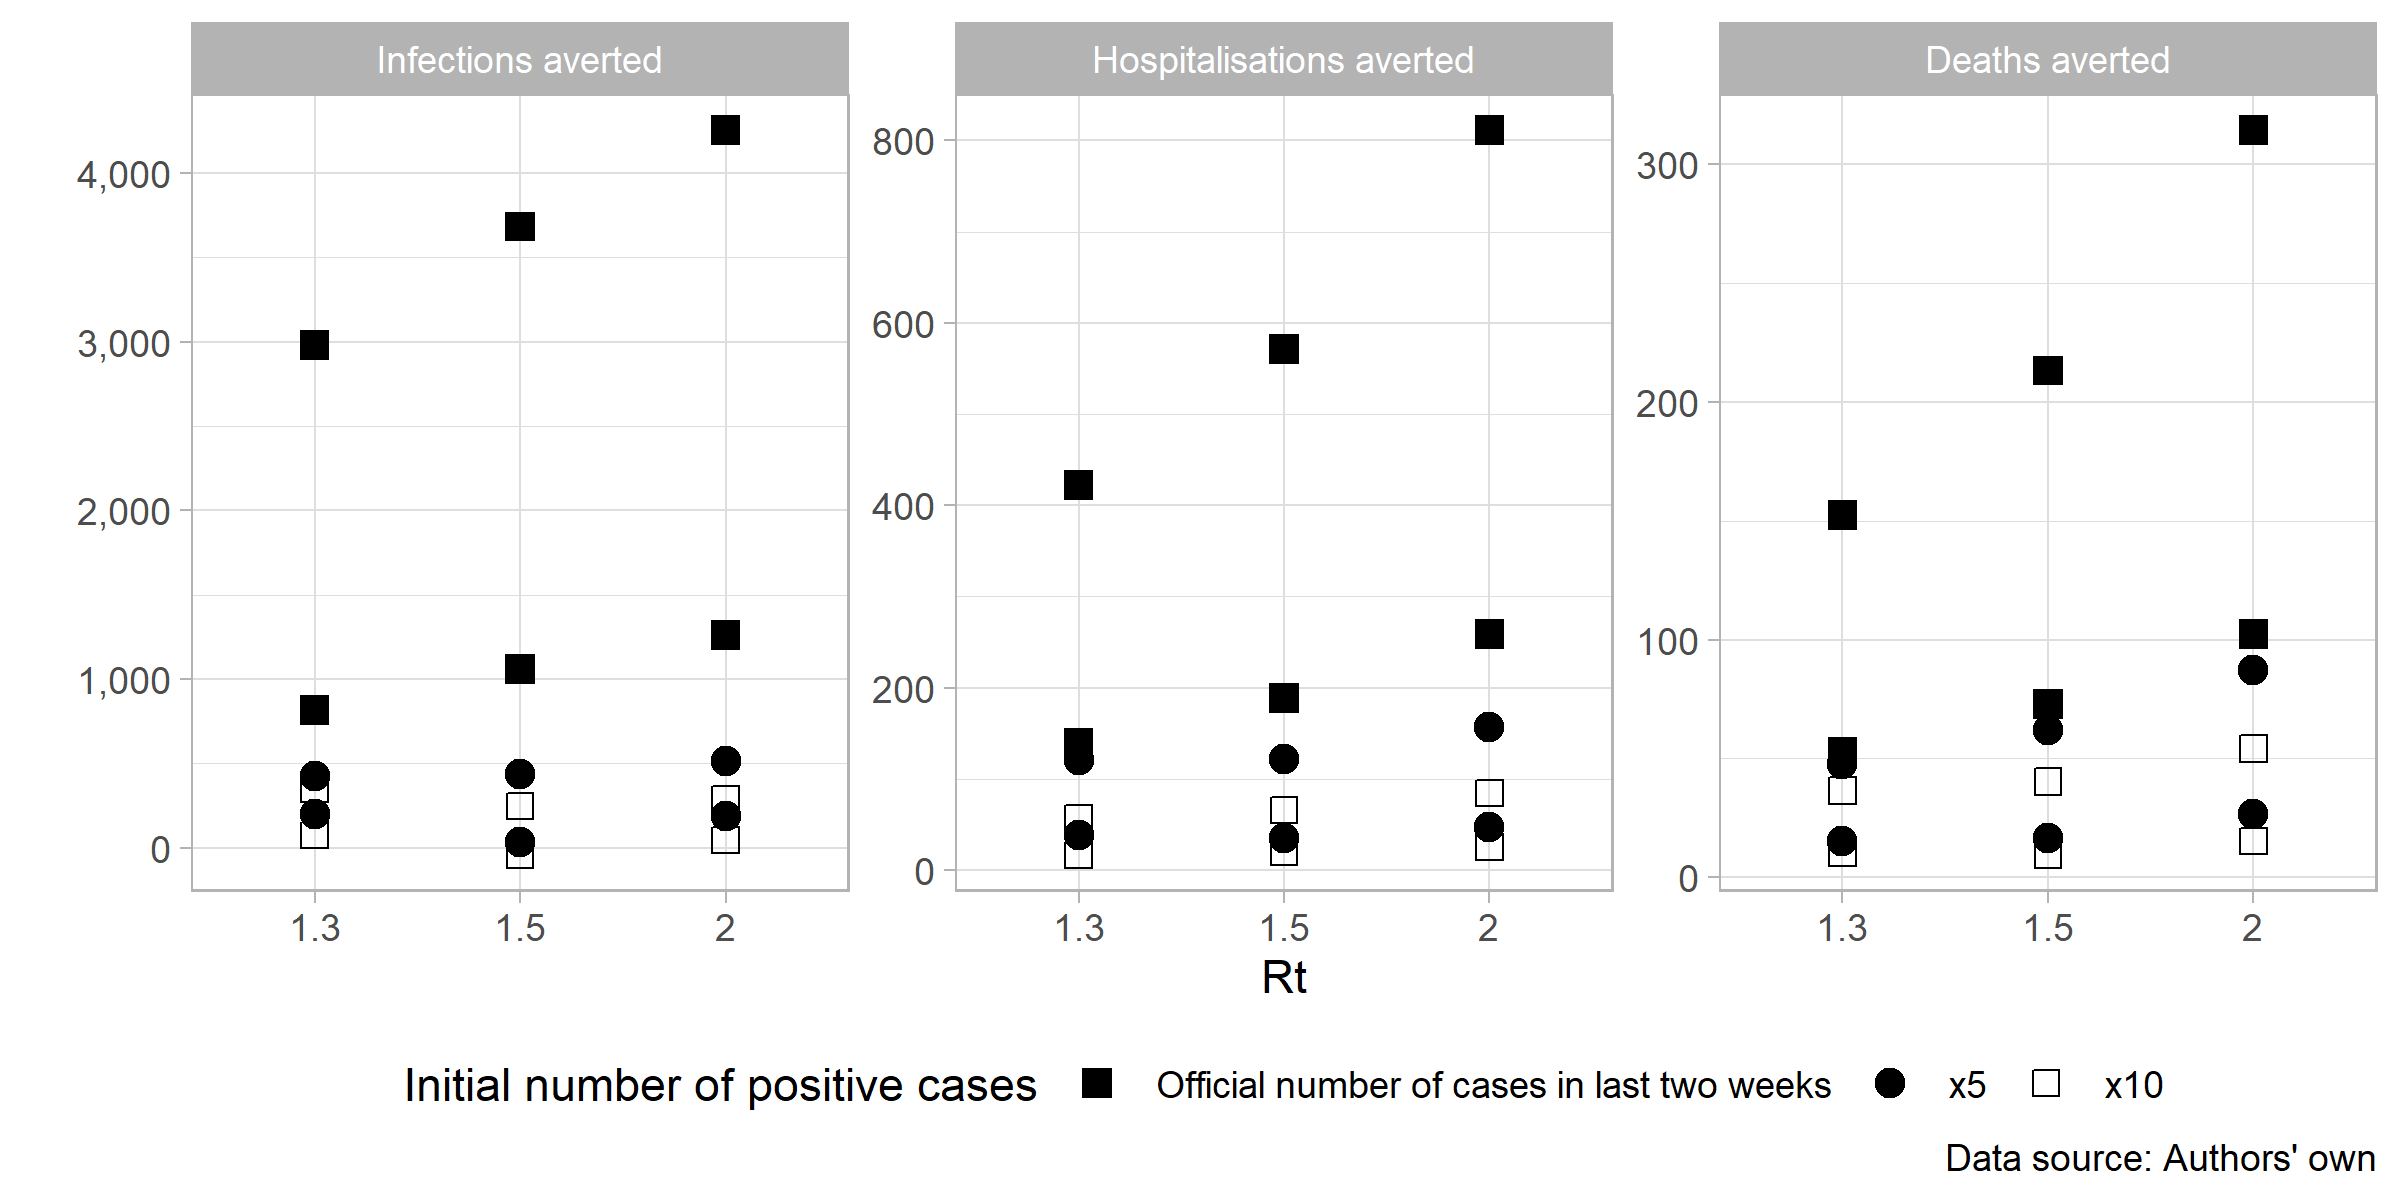 Infections averted
Hospitalisations averted
Deaths averted
4,000
3,000
2,000
1,000
0
800
600
400
200
0
300
200
100
0
1.3 1.5 2
1.3 1.5 2
1.3 1.5 2
Rt
Initial number of positive cases Official number of cases in last two weeks x5 x10
Data source: Authors' own